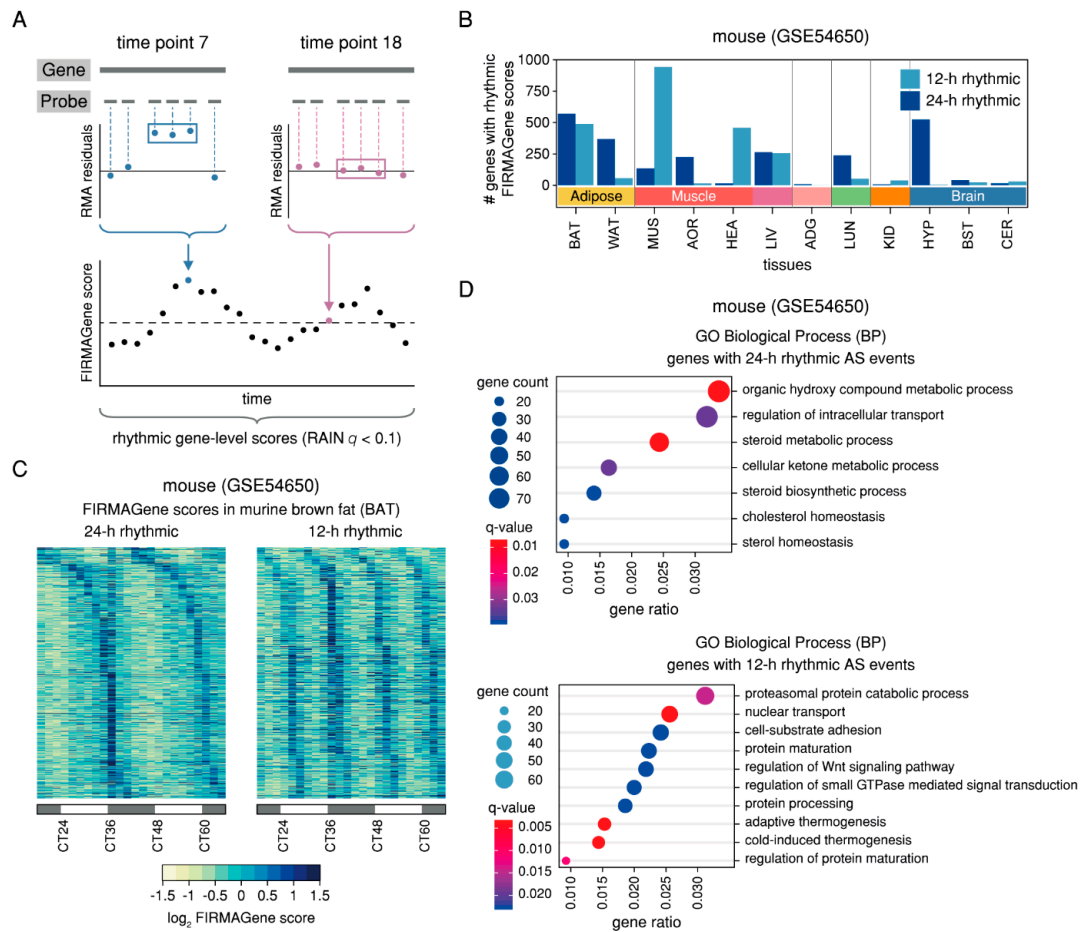 A
time point 7
time point 18
Gene
Probe
RMA residuals
RMA residuals
FIRMAGene score
time
rhythmic gene-level scores (RAIN q < 0.1)
B
mouse (GSE54650)
# genes with rhythmic
FIRMAGene scores
1000
750
500
250
0
12-h rhythmic
24-h rhythmic
Adipose
Muscle
Brain
BAT
WAT
MUS
AOR
HEA
LIV
ADG
LUN
KID
HYP
BST
CER
tissues
C
mouse (GSE54650)
FIRMAGene scores in murine brown fat (BAT)
24-h rhythmic
12-h rhythmic
CT24
CT36
CT48
CT60
CT24
CT36
CT48
CT60
-1.5 -1 -0.5 0 0.5 1 1.5
log2 FIRMAGene score
D
mouse (GSE54650)
GO Biological Process (BP)
genes with 24-h rhythmic AS events
gene count
20
30
40
50
60
70
q-value
0.01
0.03
organic hydroxy compound metabolic process
regulation of intracellular transport
steroid metabolic process
cellular ketone metabolic process
steroid biosynthetic process
cholesterol homeostasis
sterol homeostasis
0.010
0.015
0.020
0.025
0.030
gene ratio
GO Biological Process (BP)
genes with 12-h rhythmic AS events
gene count
20
30
40
50
60
q-value
0.005
0.010
0.015
0.020
proteasomal protein catabolic process
nuclear transport
cell-substrate adhesion
protein maturation
regulation of Wnt signaling pathway
regulation of small GTPase mediated signal transduction
protein processing
adaptive thermogenesis
cold-induced thermogenesis
regulation of protein maturation
0.010
0.015
0.020
0.025
0.030
gene ratio